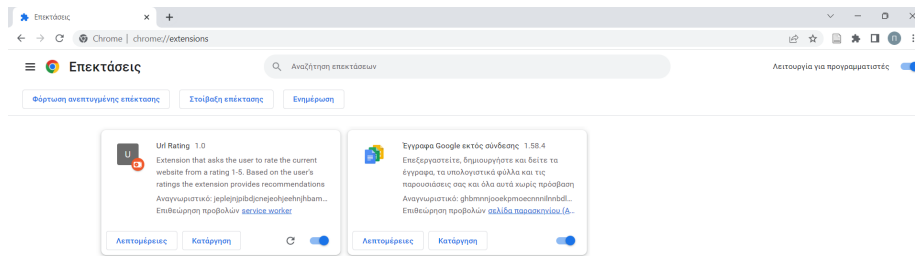 Επεκτάσεις
Chrome | chrome://extensions
Επεκτάσεις
Αναζήτηση επεκτάσεων
Λειτουργία για προγραμματιστές
Φόρτωση ανεπτυγμένης επέκτασης
Στοίβαξη επέκτασης
Ενημέρωση
U
Url Rating 1.0
Extension that asks the user to rate the current
website from a rating 1-5. Based on the user's
ratings the extension provides recommendations
Αναγνωριστικό: jeplejnjpibdjcnejeohjeehnjhbam...
Επιθεώρηση προβολών service worker
Λεπτομέρειες
Κατάργηση
Έγγραφα Google εκτός σύνδεσης 1.58.4
Επεξεργαστείτε, δημιουργήστε και δείτε τα
έγγραφα, τα υπολογιστικά φύλλα και τις
παρουσιάσεις σας και όλα αυτά χωρίς πρόσβαση
Αναγνωριστικό: ghbmnnjooekpmoecnnnilnnbdl...
Επιθεώρηση προβολών σελίδα παρασκηνίου (Α...
Λεπτομέρειες
Κατάργηση